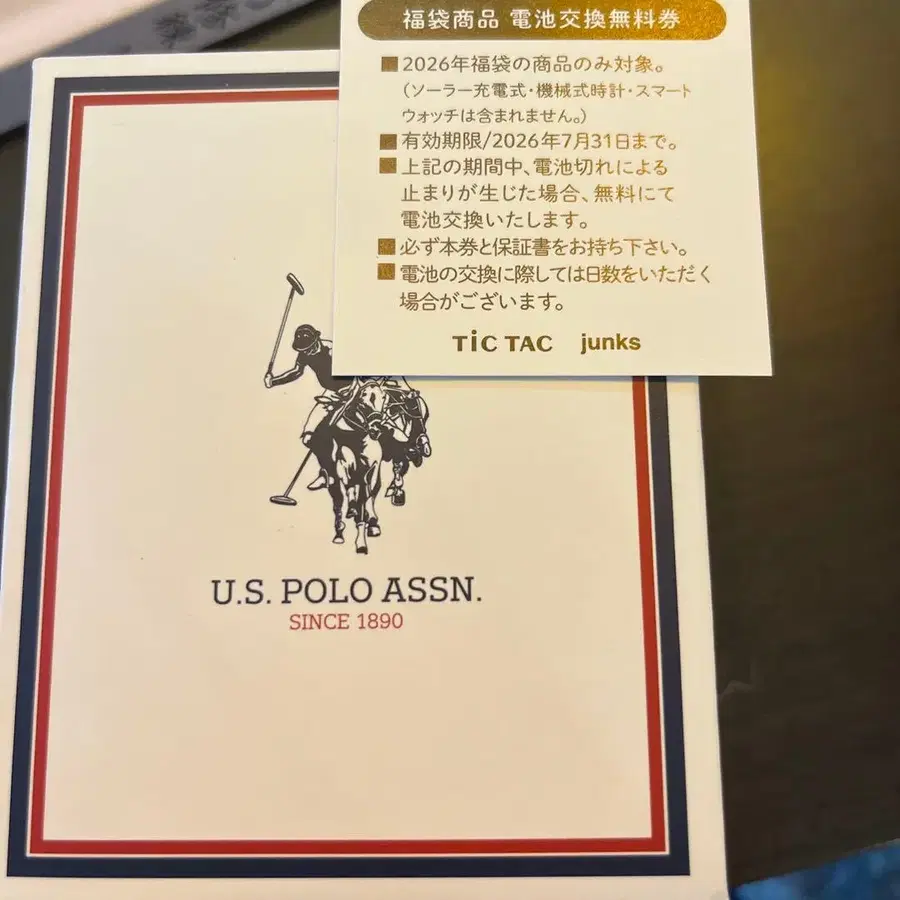 福袋商品 電池交換無料券
■2026年福袋の商品のみ対象。
(ソーラー充電式・機械式時計・スマート
ウォッチは含まれません。)
■有効期限/2026年7月31日まで。
■上記の期間中、電池切れによる
止まりが生じた場合、無料にて
電池交換いたします。
■必ず本券と保証書をお持ち下さい。
■電池の交換に際しては日数をいただく
場合がございます。
TiC TAC junks
U.S. POLO ASSN.
SINCE 1890